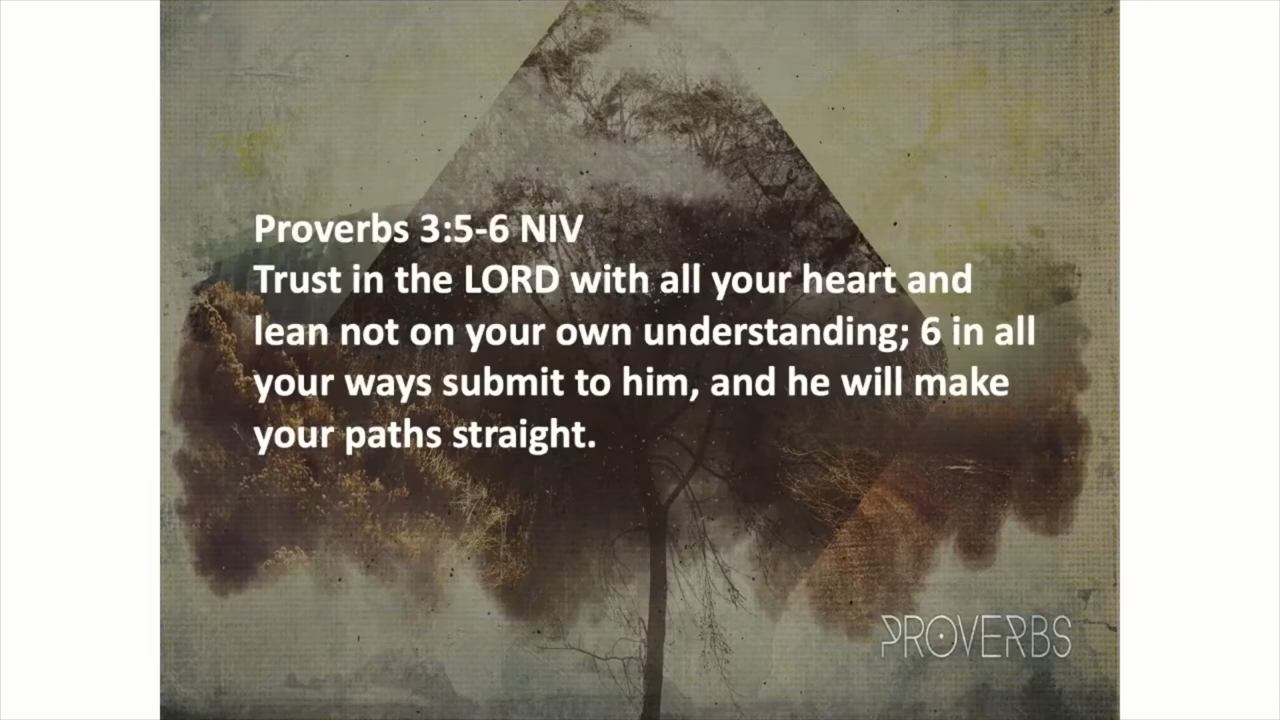 Proverbs 3:5-6 NIV
Trust in the LORD with all your heart and
lean not on your own understanding; 6 in all
your ways submit to him, and he will make
your paths straight.
PROVERBS